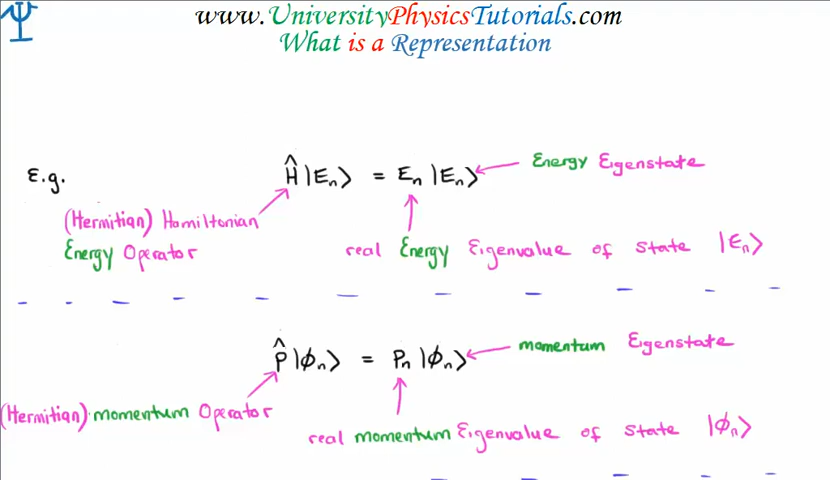 www.UniversityPhysicsTutorials.com
What is a Representation
E.g. Ĥ|Eₙ⟩ = Eₙ|Eₙ⟩ Energy Eigenstate
(Hermitian) Hamiltonian
Energy Operator
real Energy Eigenvalue of state |Eₙ⟩
P̂|ϕₙ⟩ = Pₙ|ϕₙ⟩ momentum Eigenstate
(Hermitian) momentum Operator
real momentum Eigenvalue of state |ϕₙ⟩